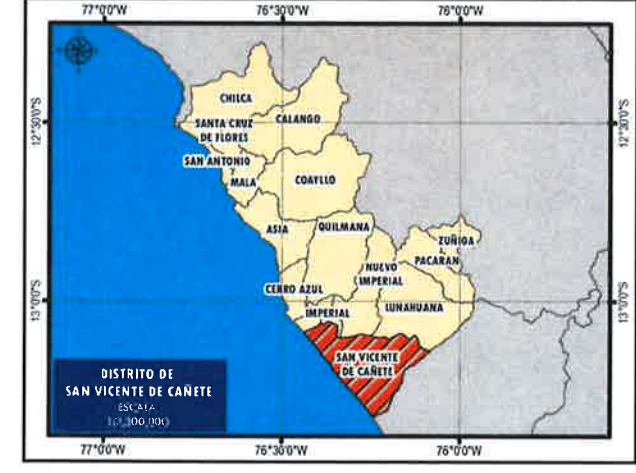 77°0'0"W 76°30'0"W 76°0'0"W
12°30'0"S
12°30'0"S
CHILCA
CALANGO
SANTA CRUZ
DE FLORES
SAN ANTONIO
MALA
COAYLLO
ASIA
QUILMANA
ZUÑIGA
PACARAN
NUEVO
IMPERIAL
CERRO AZUL
LUNAHUANA
IMPERIAL
13°0'0"S
13°0'0"S
SAN VICENTE
DE CAÑETE
DISTRITO DE
SAN VICENTE DE CAÑETE
ESCALA
77°0'0"W 76°30'0"W 76°0'0"W